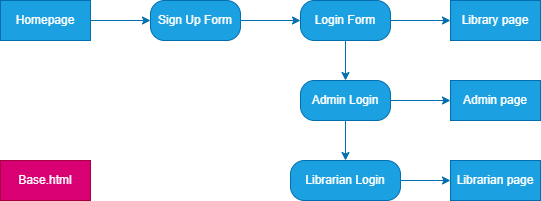 Homepage
Sign Up Form
Login Form
Library page
Admin Login
Admin page
Base.html
Librarian Login
Librarian page